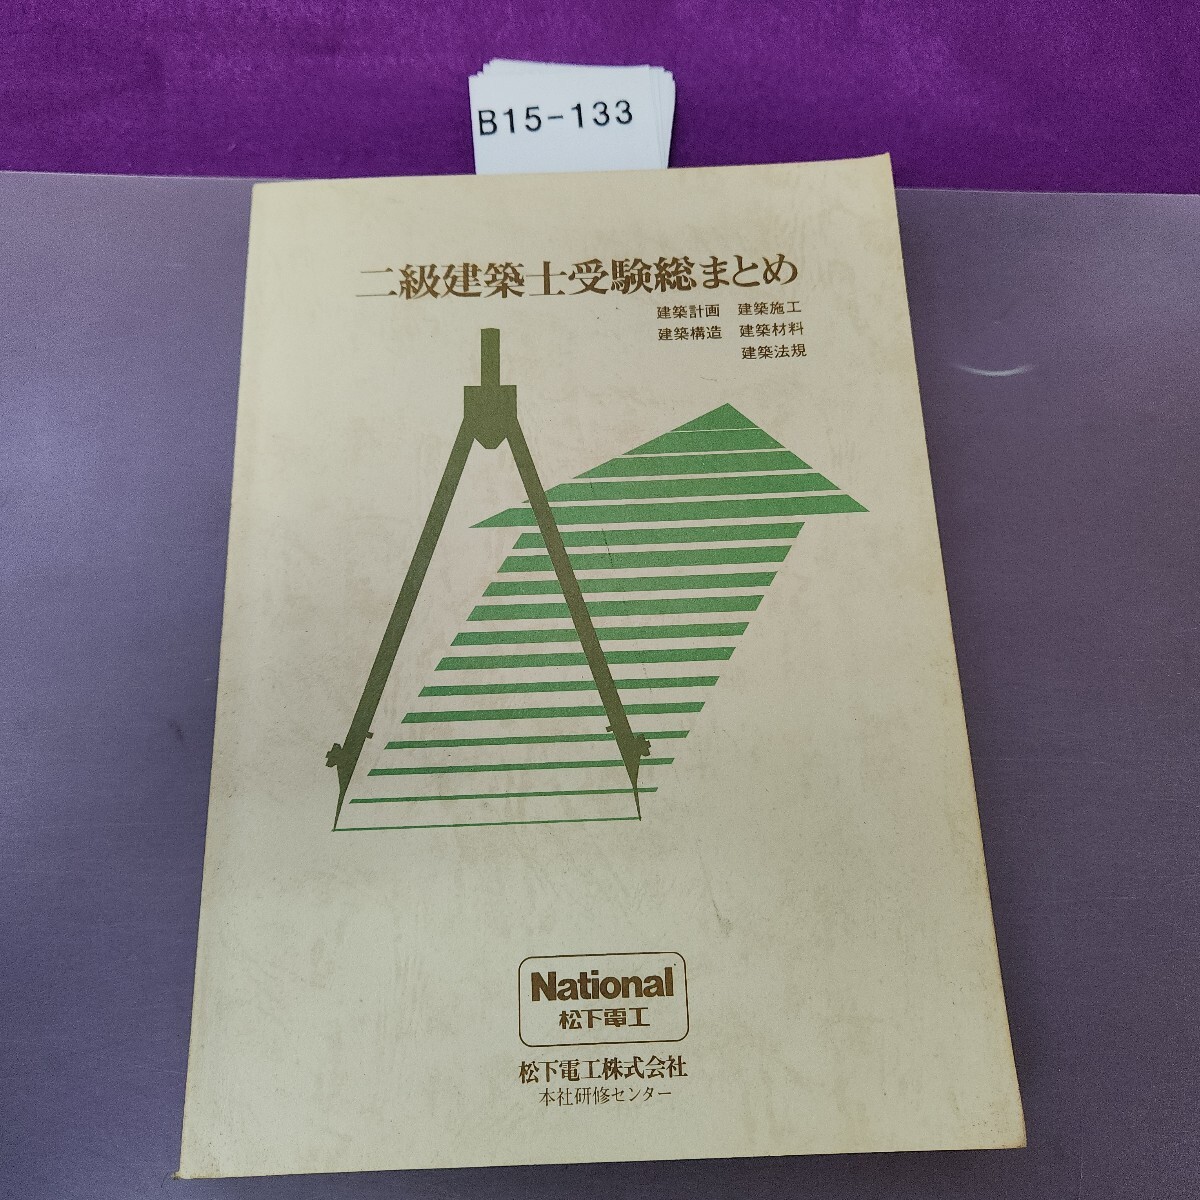 B15-133
二級建築士受験総まとめ
建築計画 建築施工
建築構造 建築材料
建築法規
National
松下電工
松下電工株式会社
本社研修センター